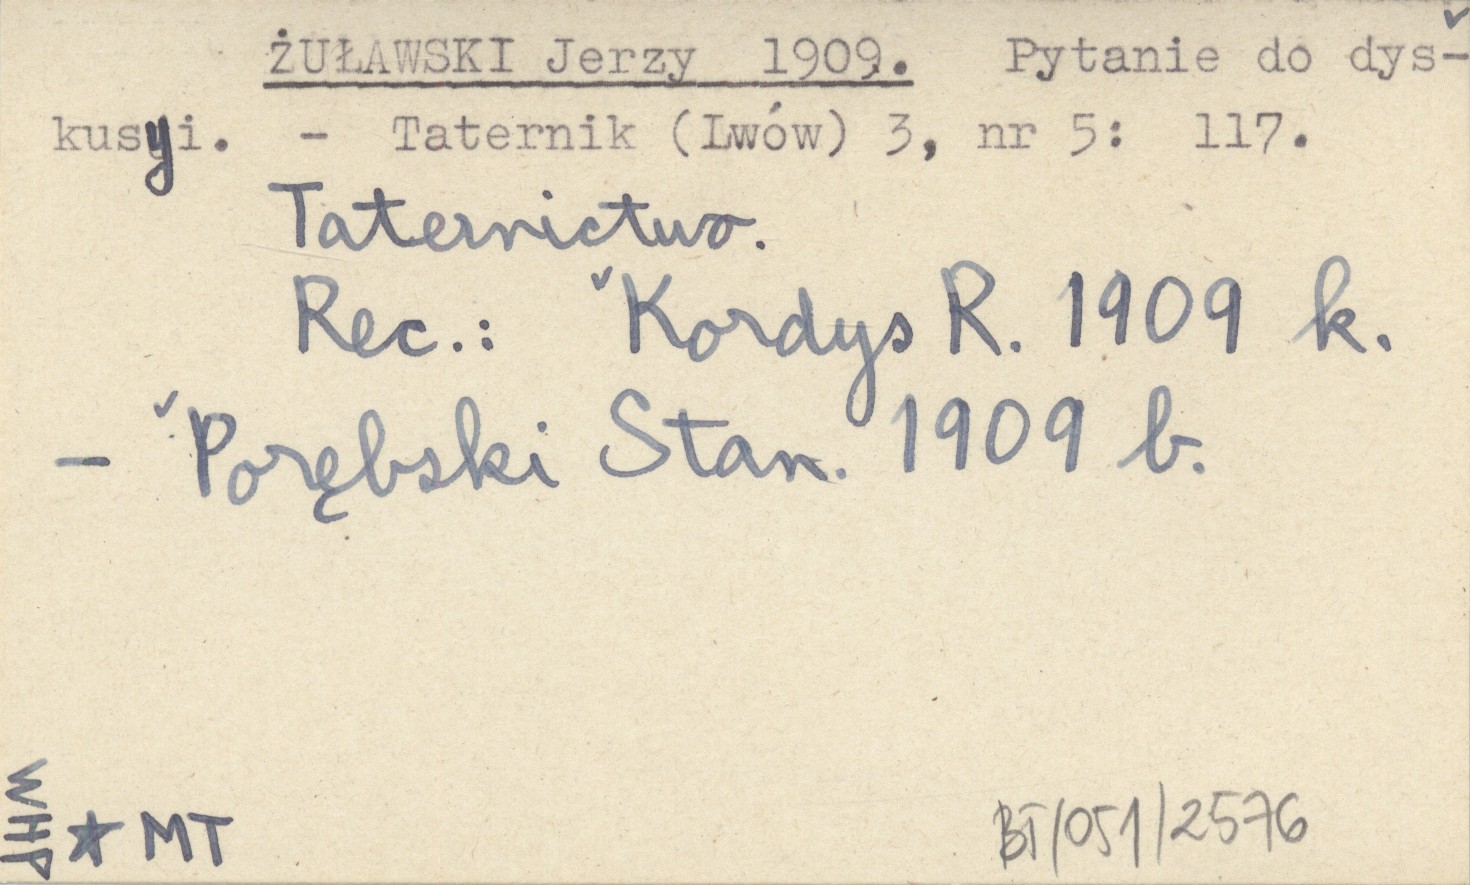 ŻUŁAWSKI Jerzy 1909. Pytanie do dys-
kusyi. - Taternik (Lwów) 3, nr 5: 117.
Taternictwo.
Rec.: Kordys R. 1909 k.
- Porębski Stan. 1909 b.
WHP
★ MT
BT/051/2576